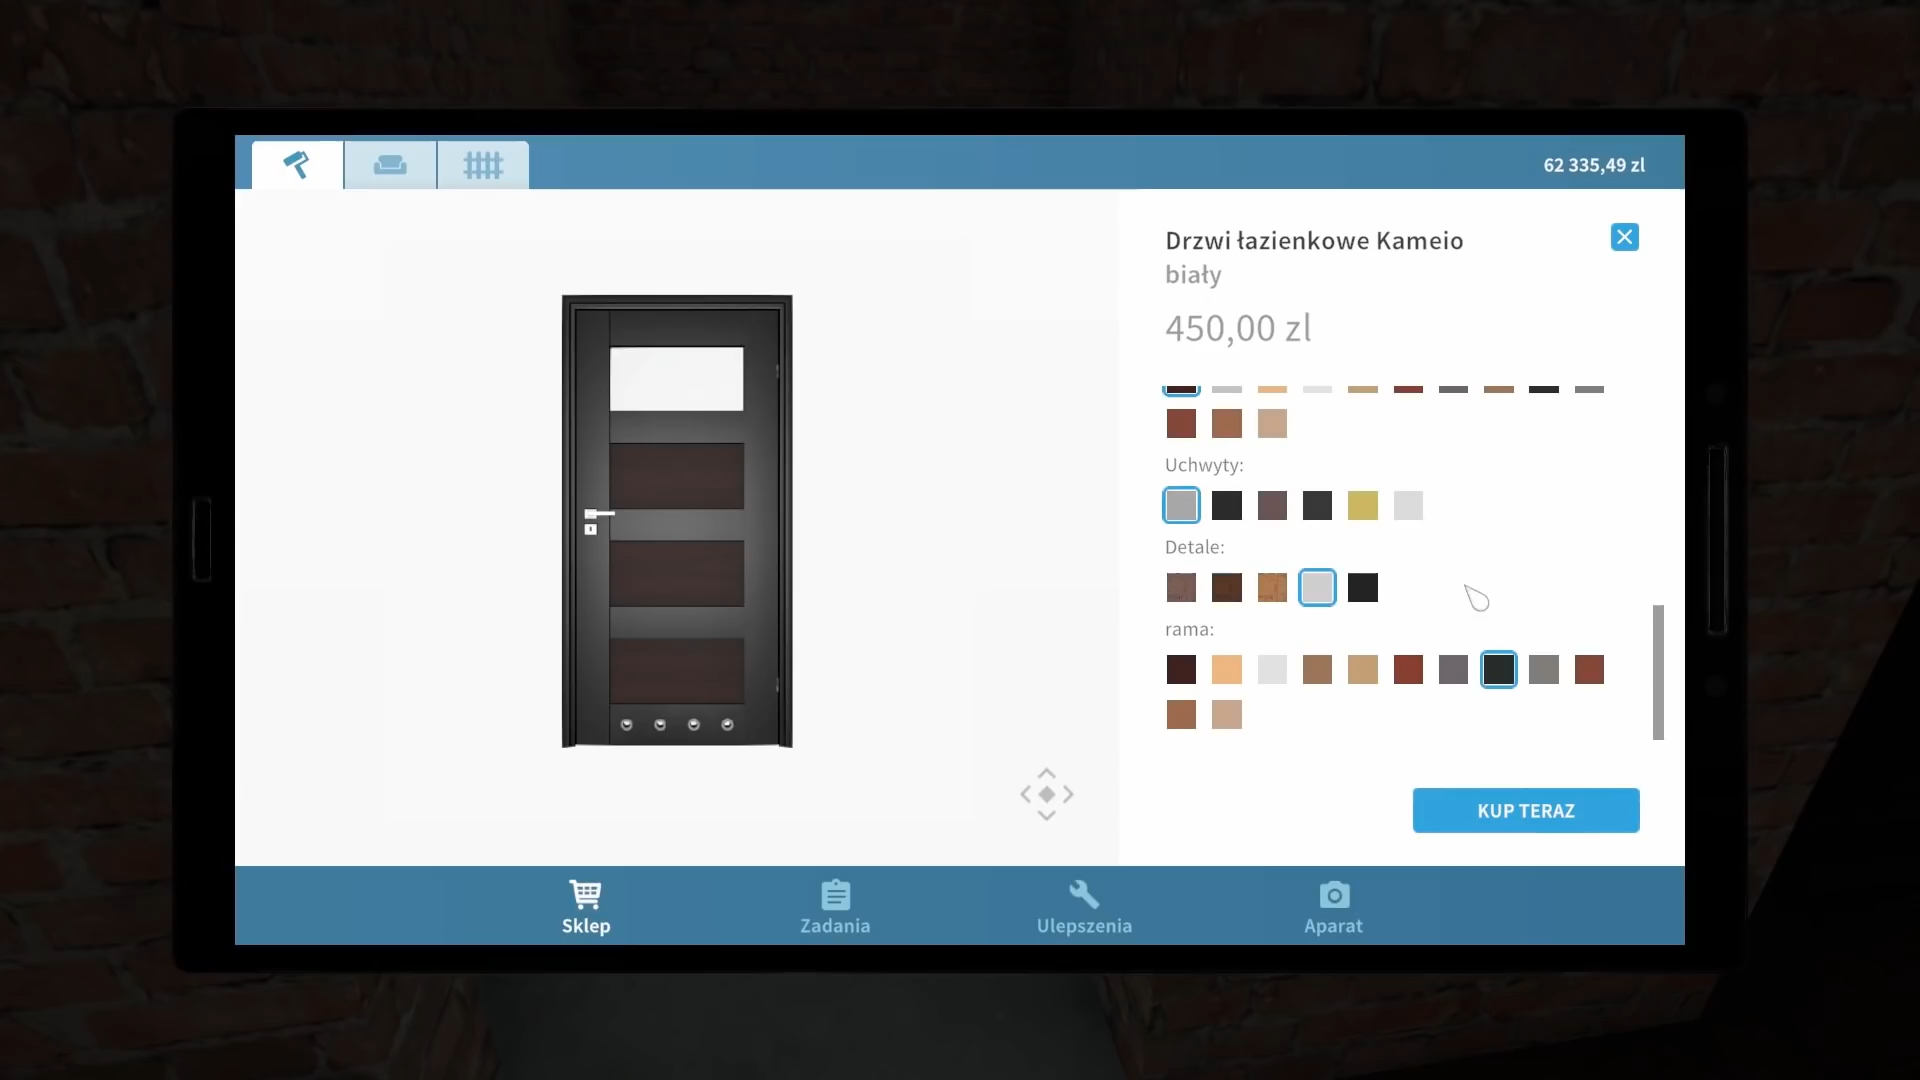 62 335,49 zl
Drzwi łazienkowe Kameio
biały
450,00 zl
Uchwyty:
Detale:
rama:
KUP TERAZ
Sklep
Zadania
Ulepszenia
Aparat